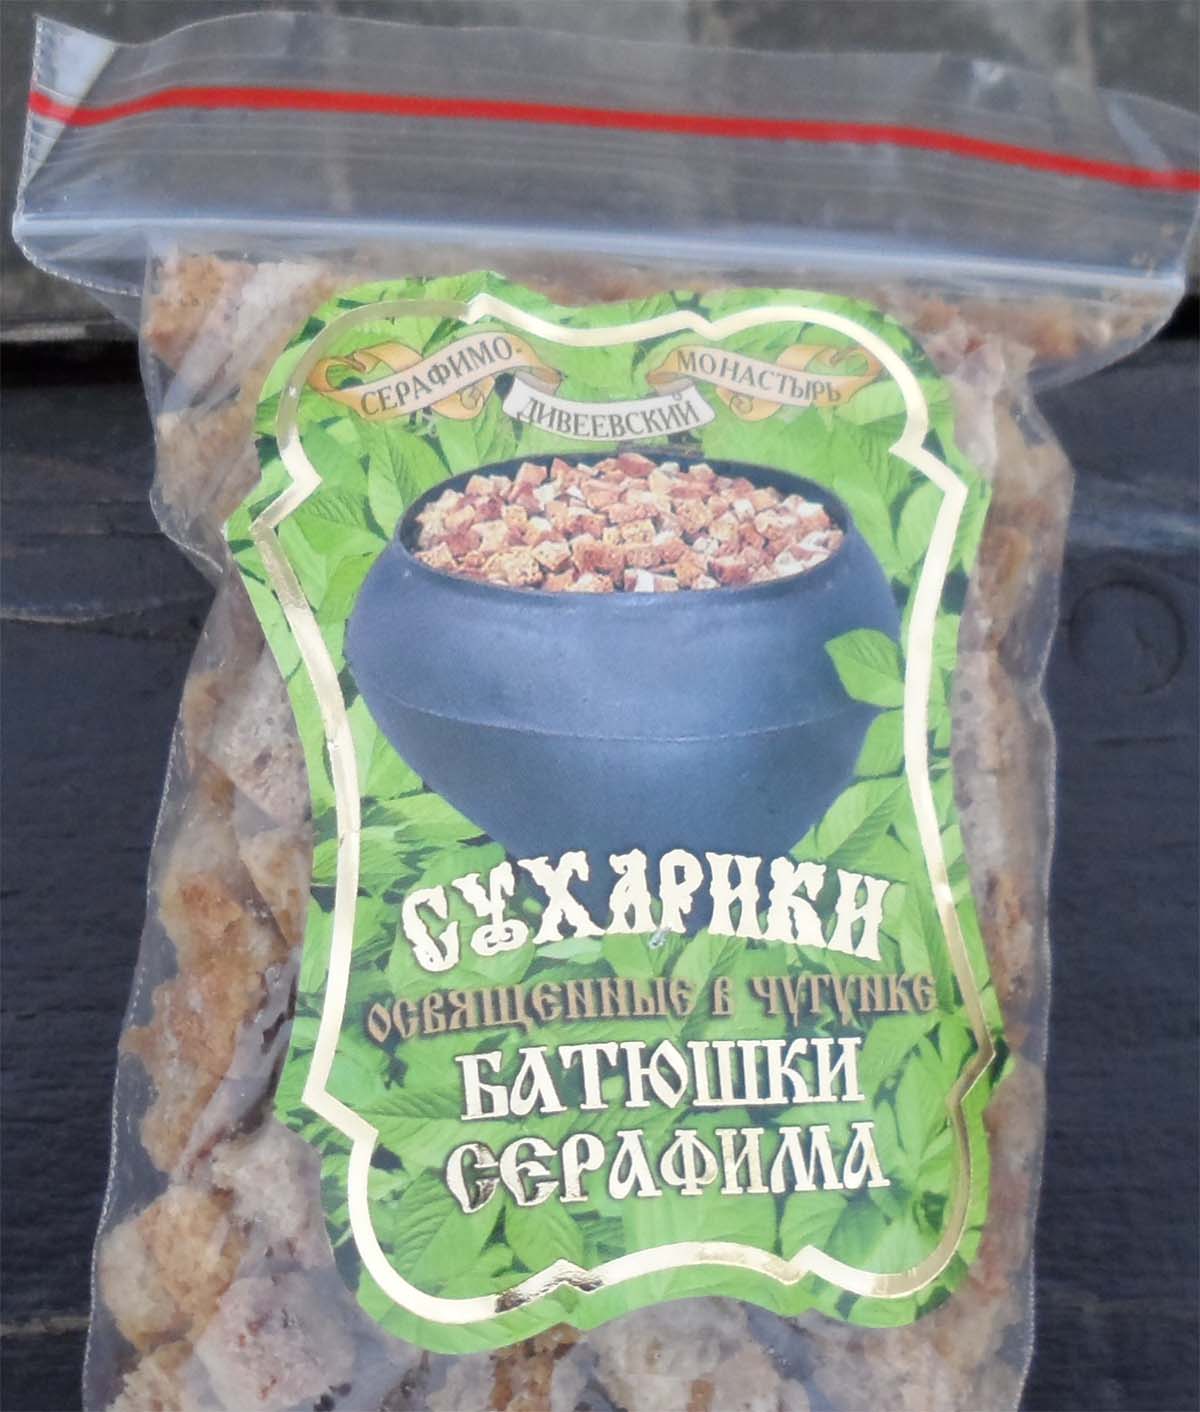 СЕРАФИМО-
ДИВЕЕВСКИЙ
МОНАСТЫРЬ
СУХАРИКИ
ОСВЯЩЕННЫЕ В ЧУГУНКЕ
БАТЮШКИ
СЕРАФИМА